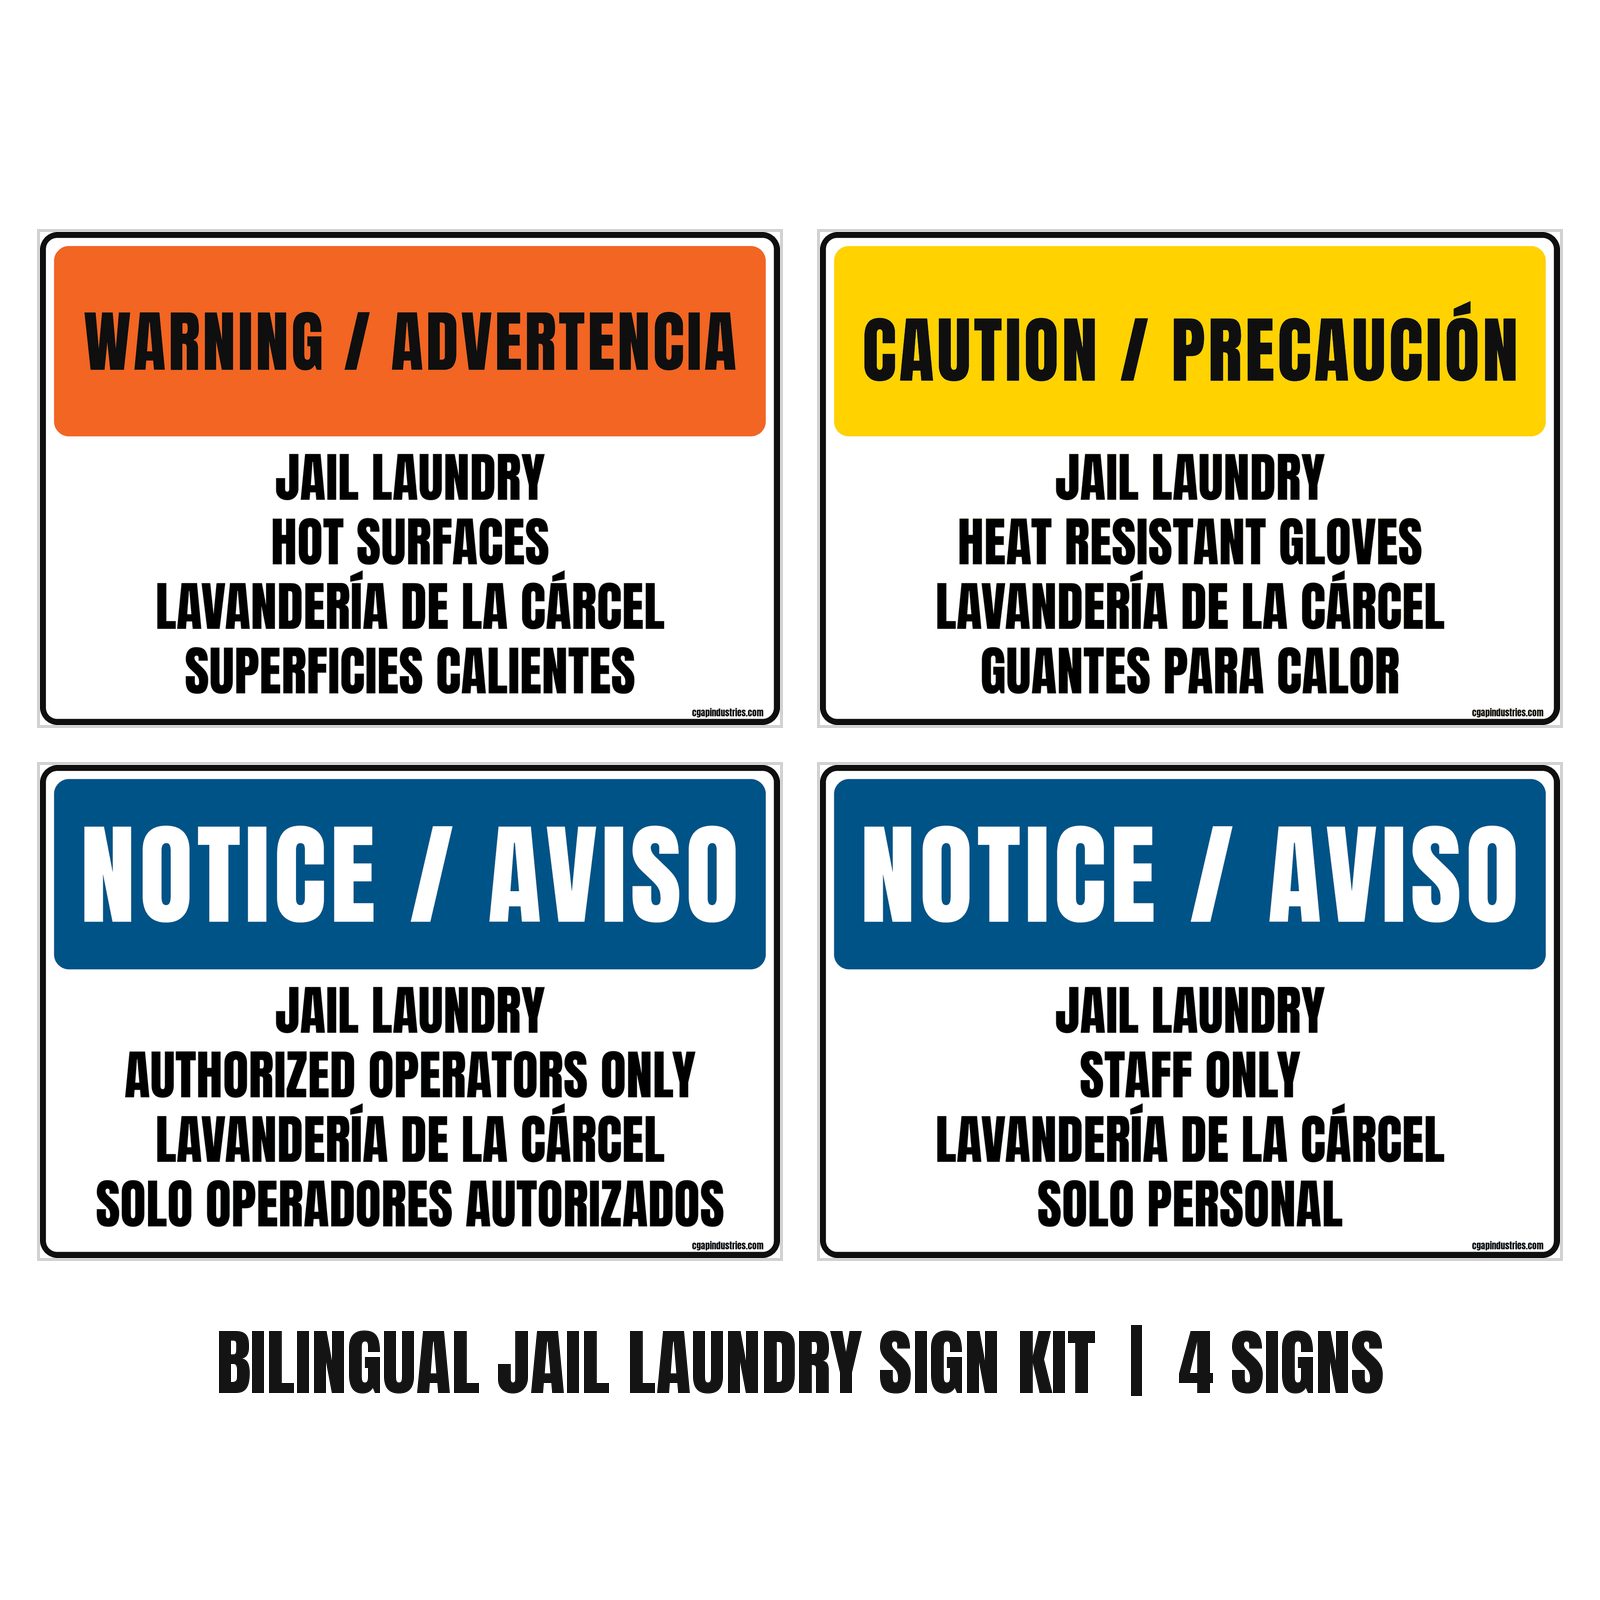 WARNING / ADVERTENCIA
JAIL LAUNDRY
HOT SURFACES
LAVANDERÍA DE LA CÁRCEL
SUPERFICIES CALIENTES
cgapindustries.com
CAUTION / PRECAUCIÓN
JAIL LAUNDRY
HEAT RESISTANT GLOVES
LAVANDERÍA DE LA CÁRCEL
GUANTES PARA CALOR
cgapindustries.com
NOTICE / AVISO
JAIL LAUNDRY
AUTHORIZED OPERATORS ONLY
LAVANDERÍA DE LA CÁRCEL
SOLO OPERADORES AUTORIZADOS
cgapindustries.com
NOTICE / AVISO
JAIL LAUNDRY
STAFF ONLY
LAVANDERÍA DE LA CÁRCEL
SOLO PERSONAL
cgapindustries.com
BILINGUAL JAIL LAUNDRY SIGN KIT | 4 SIGNS